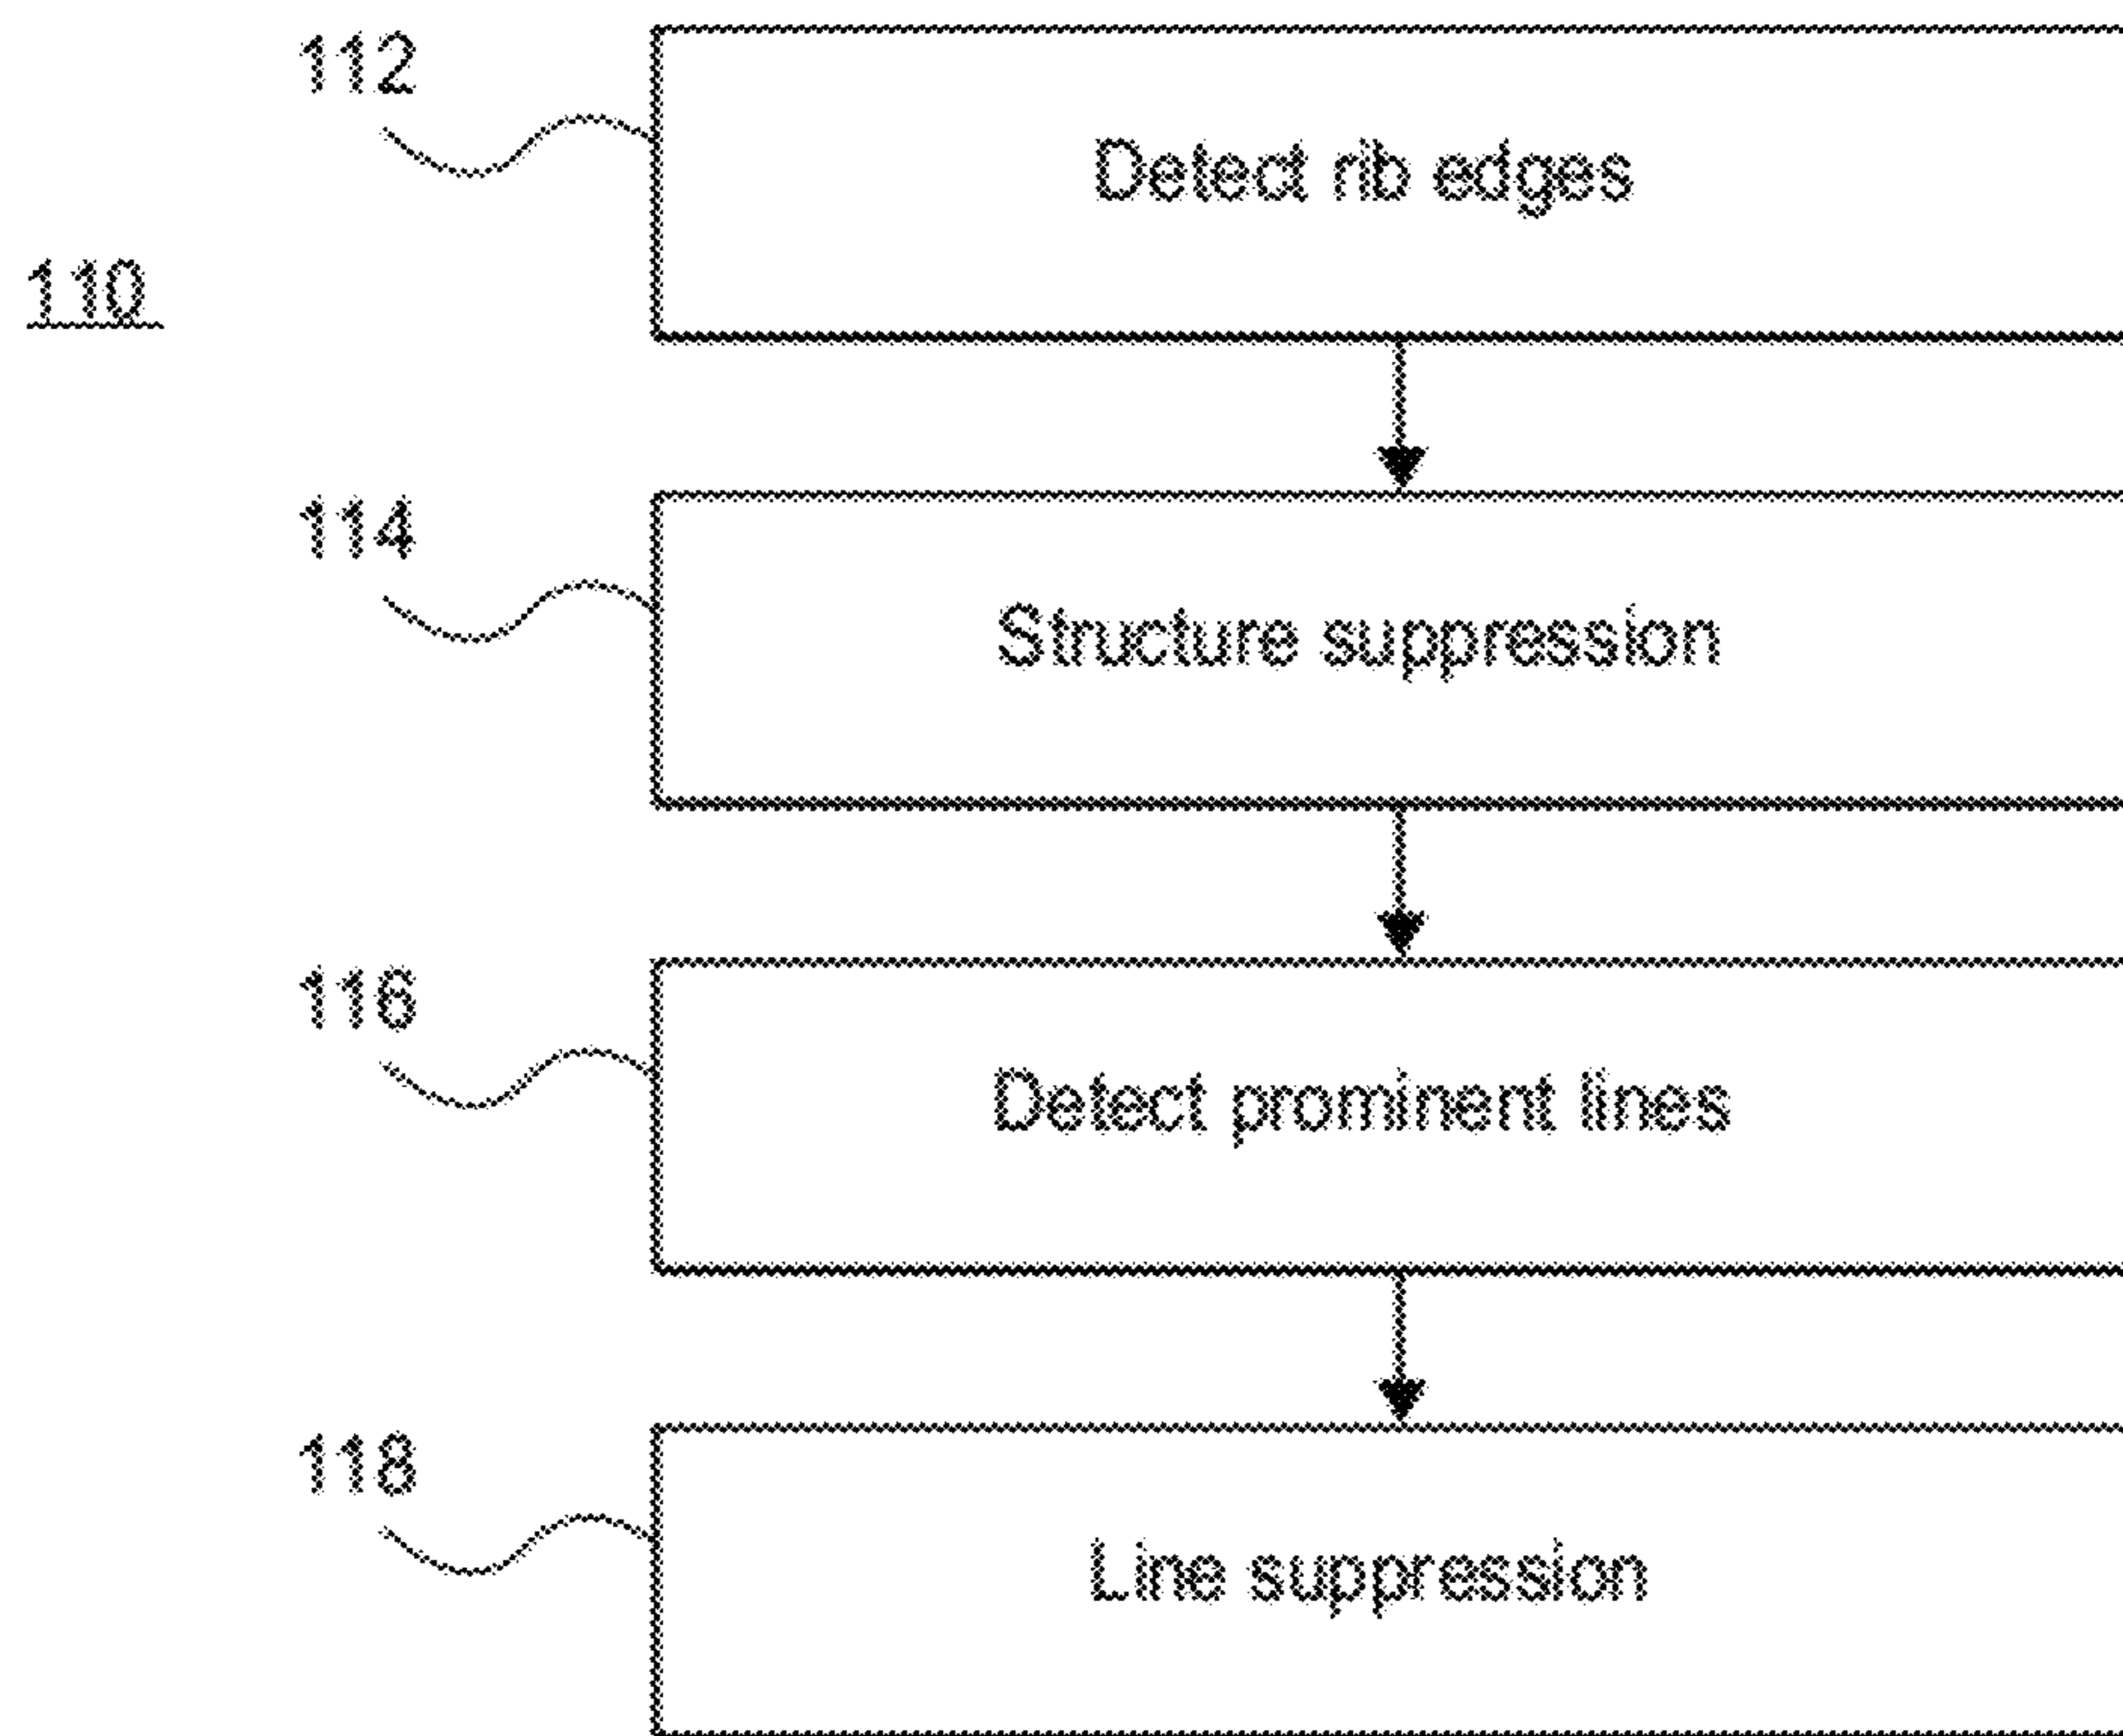 112
Detect rib edges
110
114
Structure suppression
116
Detect prominent lines
118
Line suppression